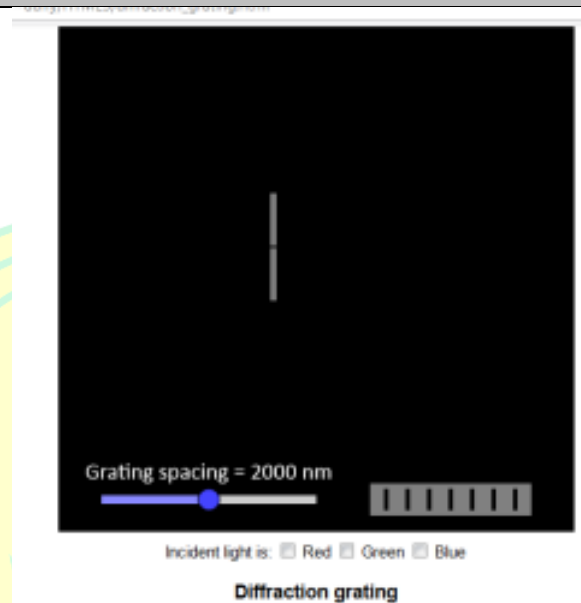 Grating spacing = 2000 nm
Incident light is: Red Green Blue
Diffraction grating